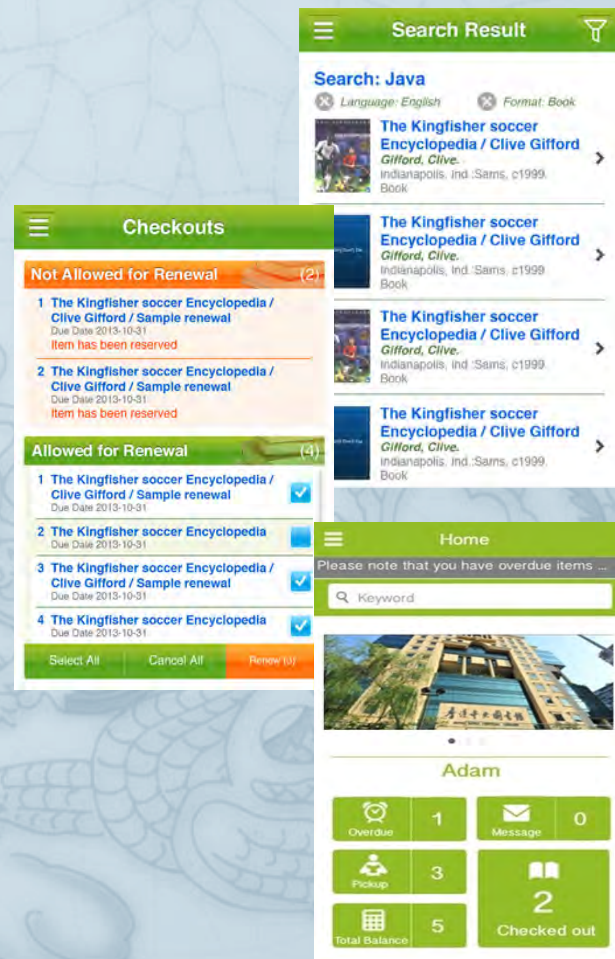 Search Result
Search: Java
Language: English
Format: Book
The Kingfisher soccer
Encyclopedia / Clive Gifford
Gifford, Clive.
Indianapolis, Ind :Sams, c1999.
Book
The Kingfisher soccer
Encyclopedia / Clive Gifford
Gifford, Clive.
Indianapolis, Ind :Sams, c1999.
Book
The Kingfisher soccer
Encyclopedia / Clive Gifford
Gifford, Clive.
Indianapolis, Ind :Sams, c1999.
Book
The Kingfisher soccer
Encyclopedia / Clive Gifford
Gifford, Clive.
Indianapolis, Ind :Sams, c1999.
Book
Checkouts
Not Allowed for Renewal (2)
1 The Kingfisher soccer Encyclopedia /
Clive Gifford / Sample renewal
Due Date 2013-10-31
Item has been reserved
2 The Kingfisher soccer Encyclopedia /
Clive Gifford / Sample renewal
Due Date 2013-10-31
Item has been reserved
Allowed for Renewal (4)
1 The Kingfisher soccer Encyclopedia /
Clive Gifford / Sample renewal
Due Date 2013-10-31
2 The Kingfisher soccer Encyclopedia
Due Date 2013-10-31
3 The Kingfisher soccer Encyclopedia /
Clive Gifford / Sample renewal
Due Date 2013-10-31
4 The Kingfisher soccer Encyclopedia
Due Date 2013-10-31
Select All
Cancel All
Renew (3)
Home
Please note that you have overdue items ...
Keyword
Adam
Overdue 1
Message 0
Pickup 3
2
Checked out
Total Balance 5